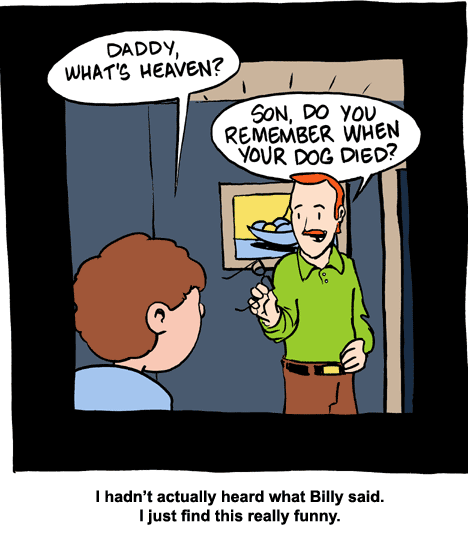 DADDY,
WHAT'S HEAVEN?
SON, DO YOU
REMEMBER WHEN
YOUR DOG DIED?
I hadn't actually heard what Billy said.
I just find this really funny.